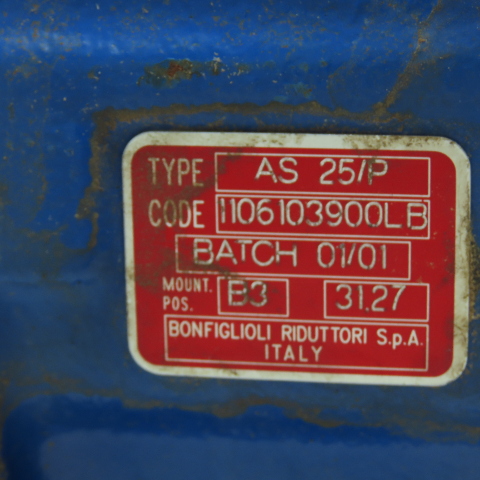 TYPE AS 25/P
CODE 1106103900LB
BATCH 01/01
MOUNT. POS. B3 31.27
BONFIGLIOLI RIDUTTORI S.p.A.
ITALY